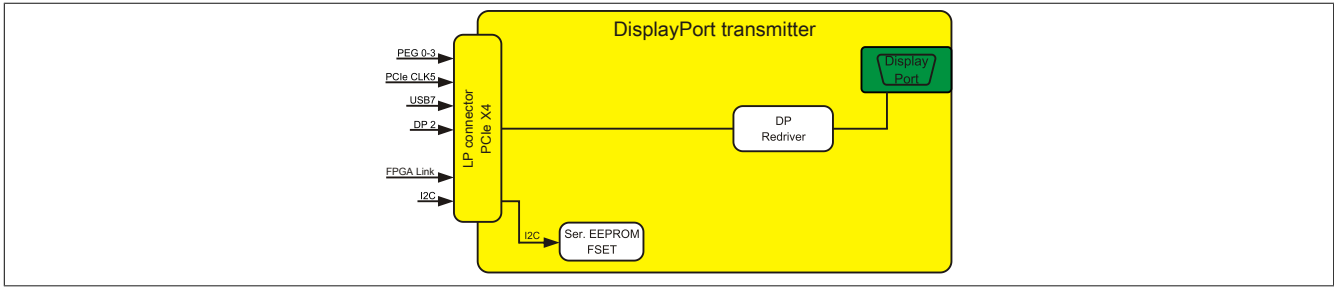 DisplayPort transmitter
PEG 0-3
PCIe CLK5
USB7
DP 2
FPGA Link
I2C
LP connector
PCIe X4
DP
Redriver
Display
Port
I2C
Ser. EEPROM
FSET